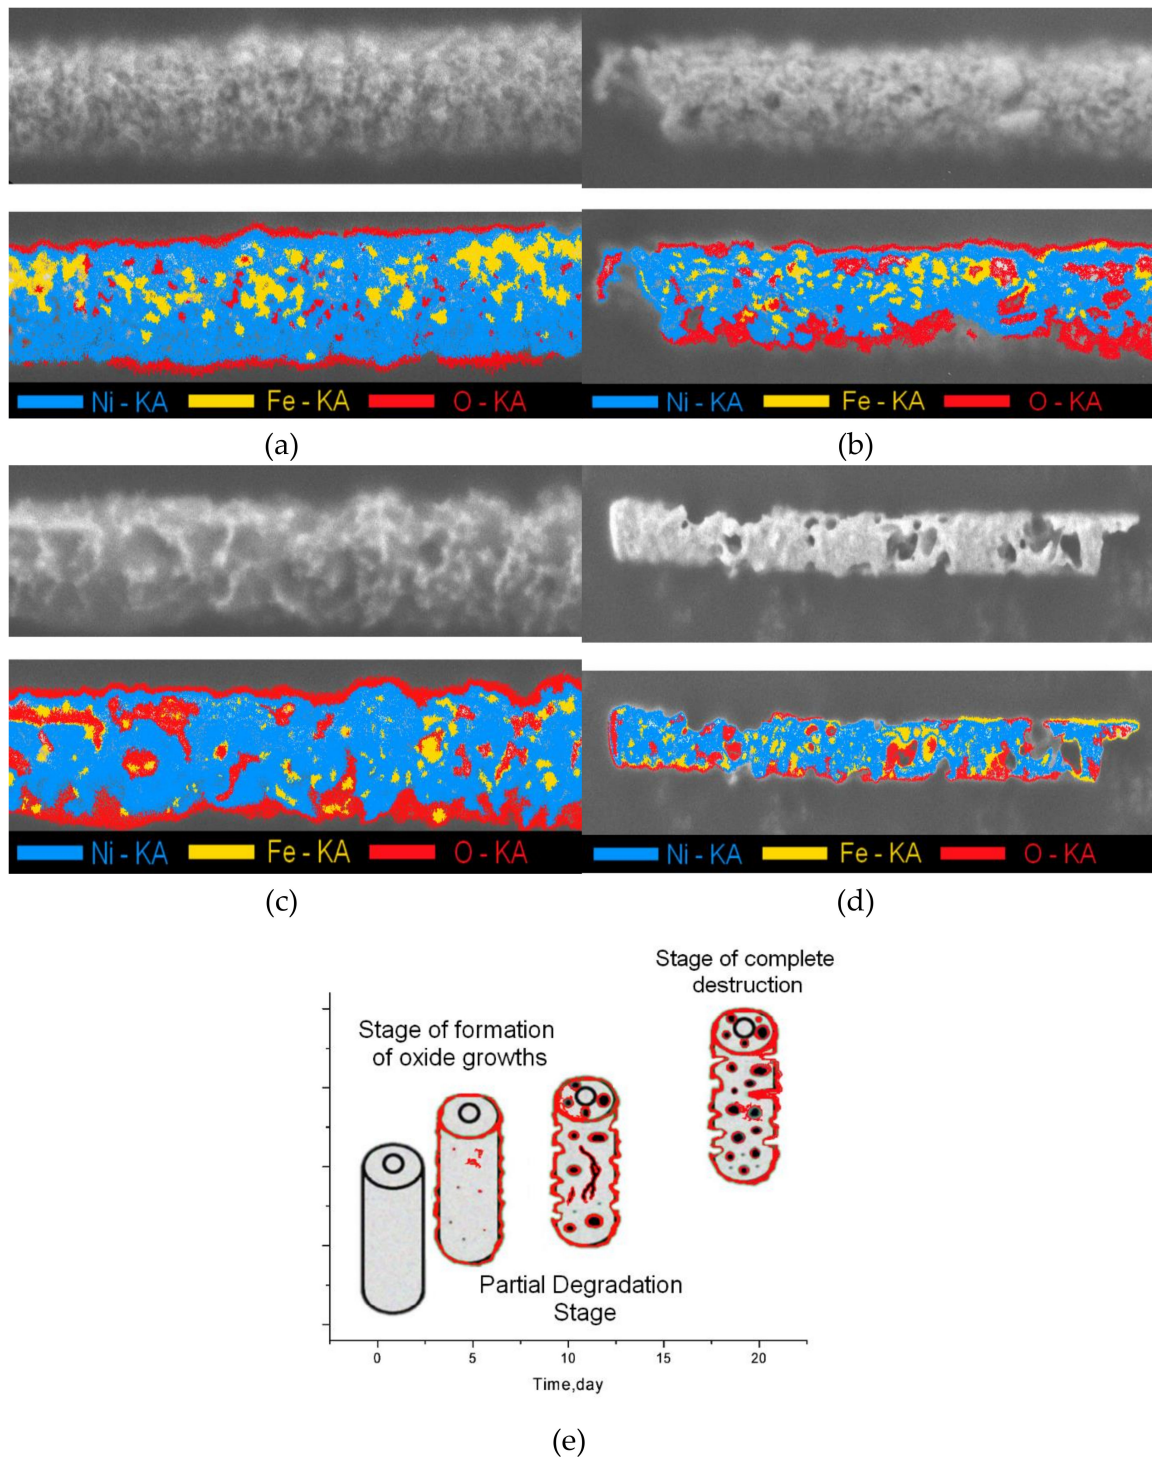 Ni - KA Fe - KA O - KA
Ni - KA Fe - KA O - KA
(a)
(b)
Ni - KA Fe - KA O - KA
Ni - KA Fe - KA O - KA
(c)
(d)
Stage of complete
destruction
Stage of formation
of oxide growths
Partial Degradation
Stage
0 5 10 15 20
Time,day
(e)